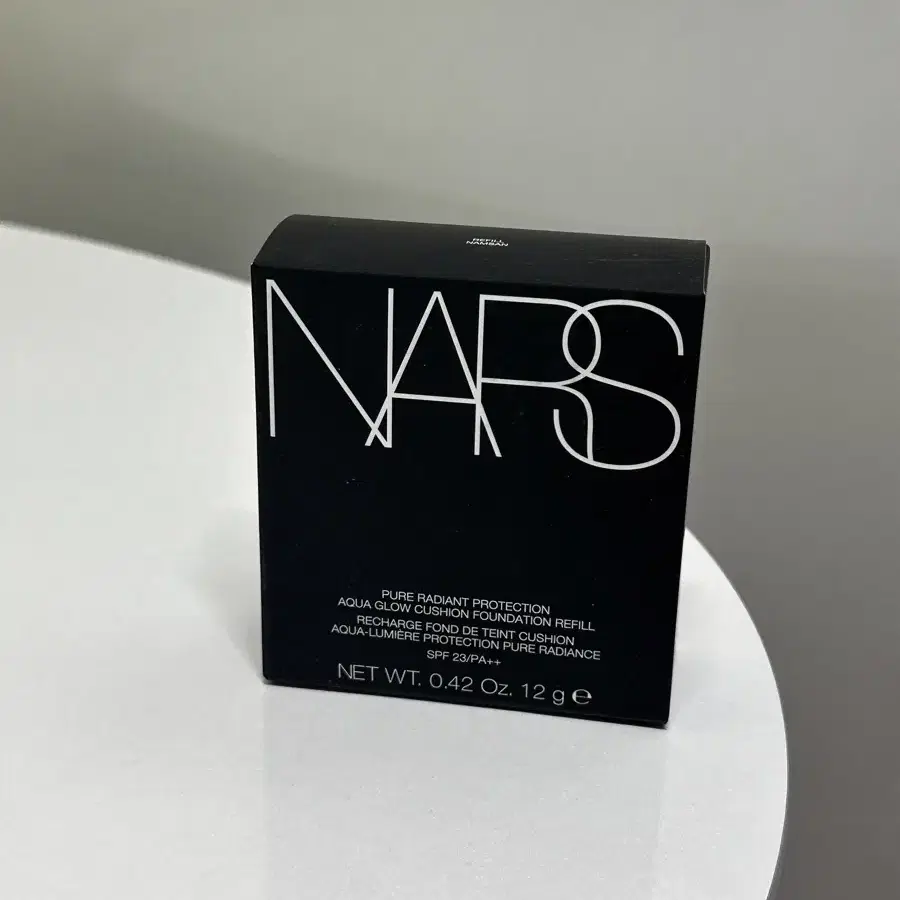 REFILL
NAMSAN
NARS
PURE RADIANT PROTECTION
AQUA GLOW CUSHION FOUNDATION REFILL
RECHARGE FOND DE TEINT CUSHION
AQUA-LUMIÈRE PROTECTION PURE RADIANCE
SPF 23/PA++
NET WT. 0.42 Oz. 12 g ℮